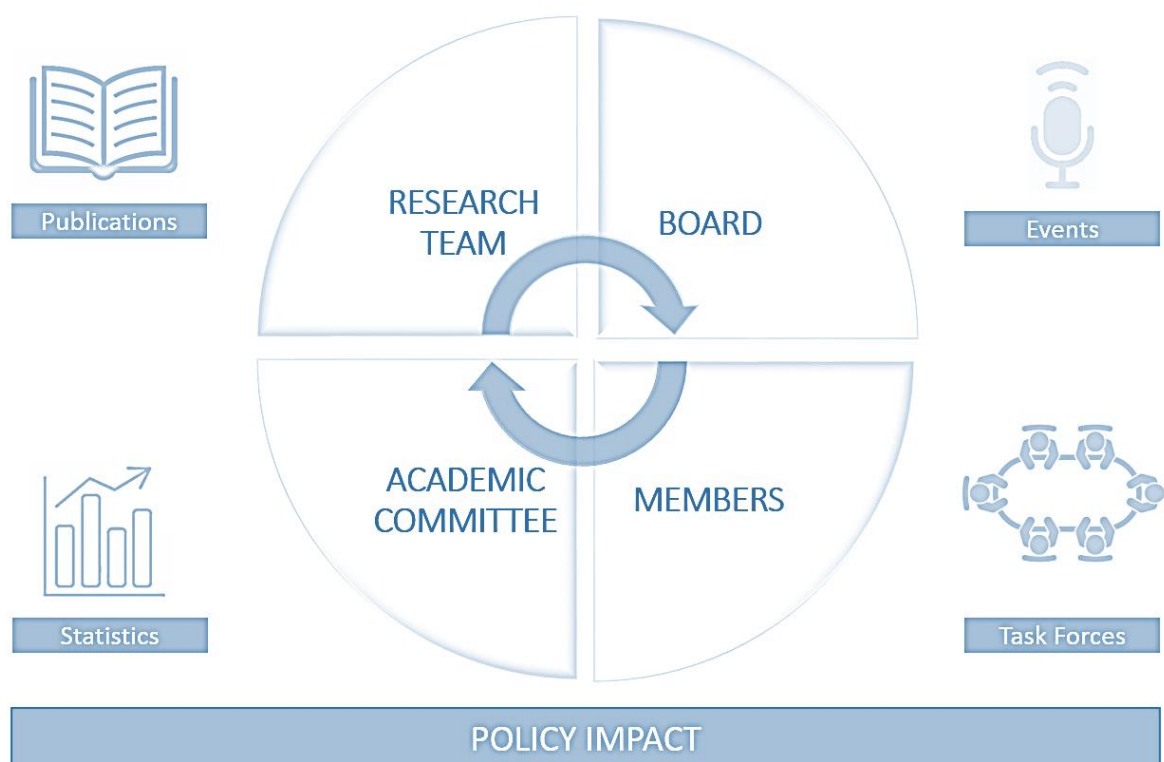 Publications
RESEARCH
TEAM
BOARD
Events
Statistics
ACADEMIC
COMMITTEE
MEMBERS
Task Forces
POLICY IMPACT